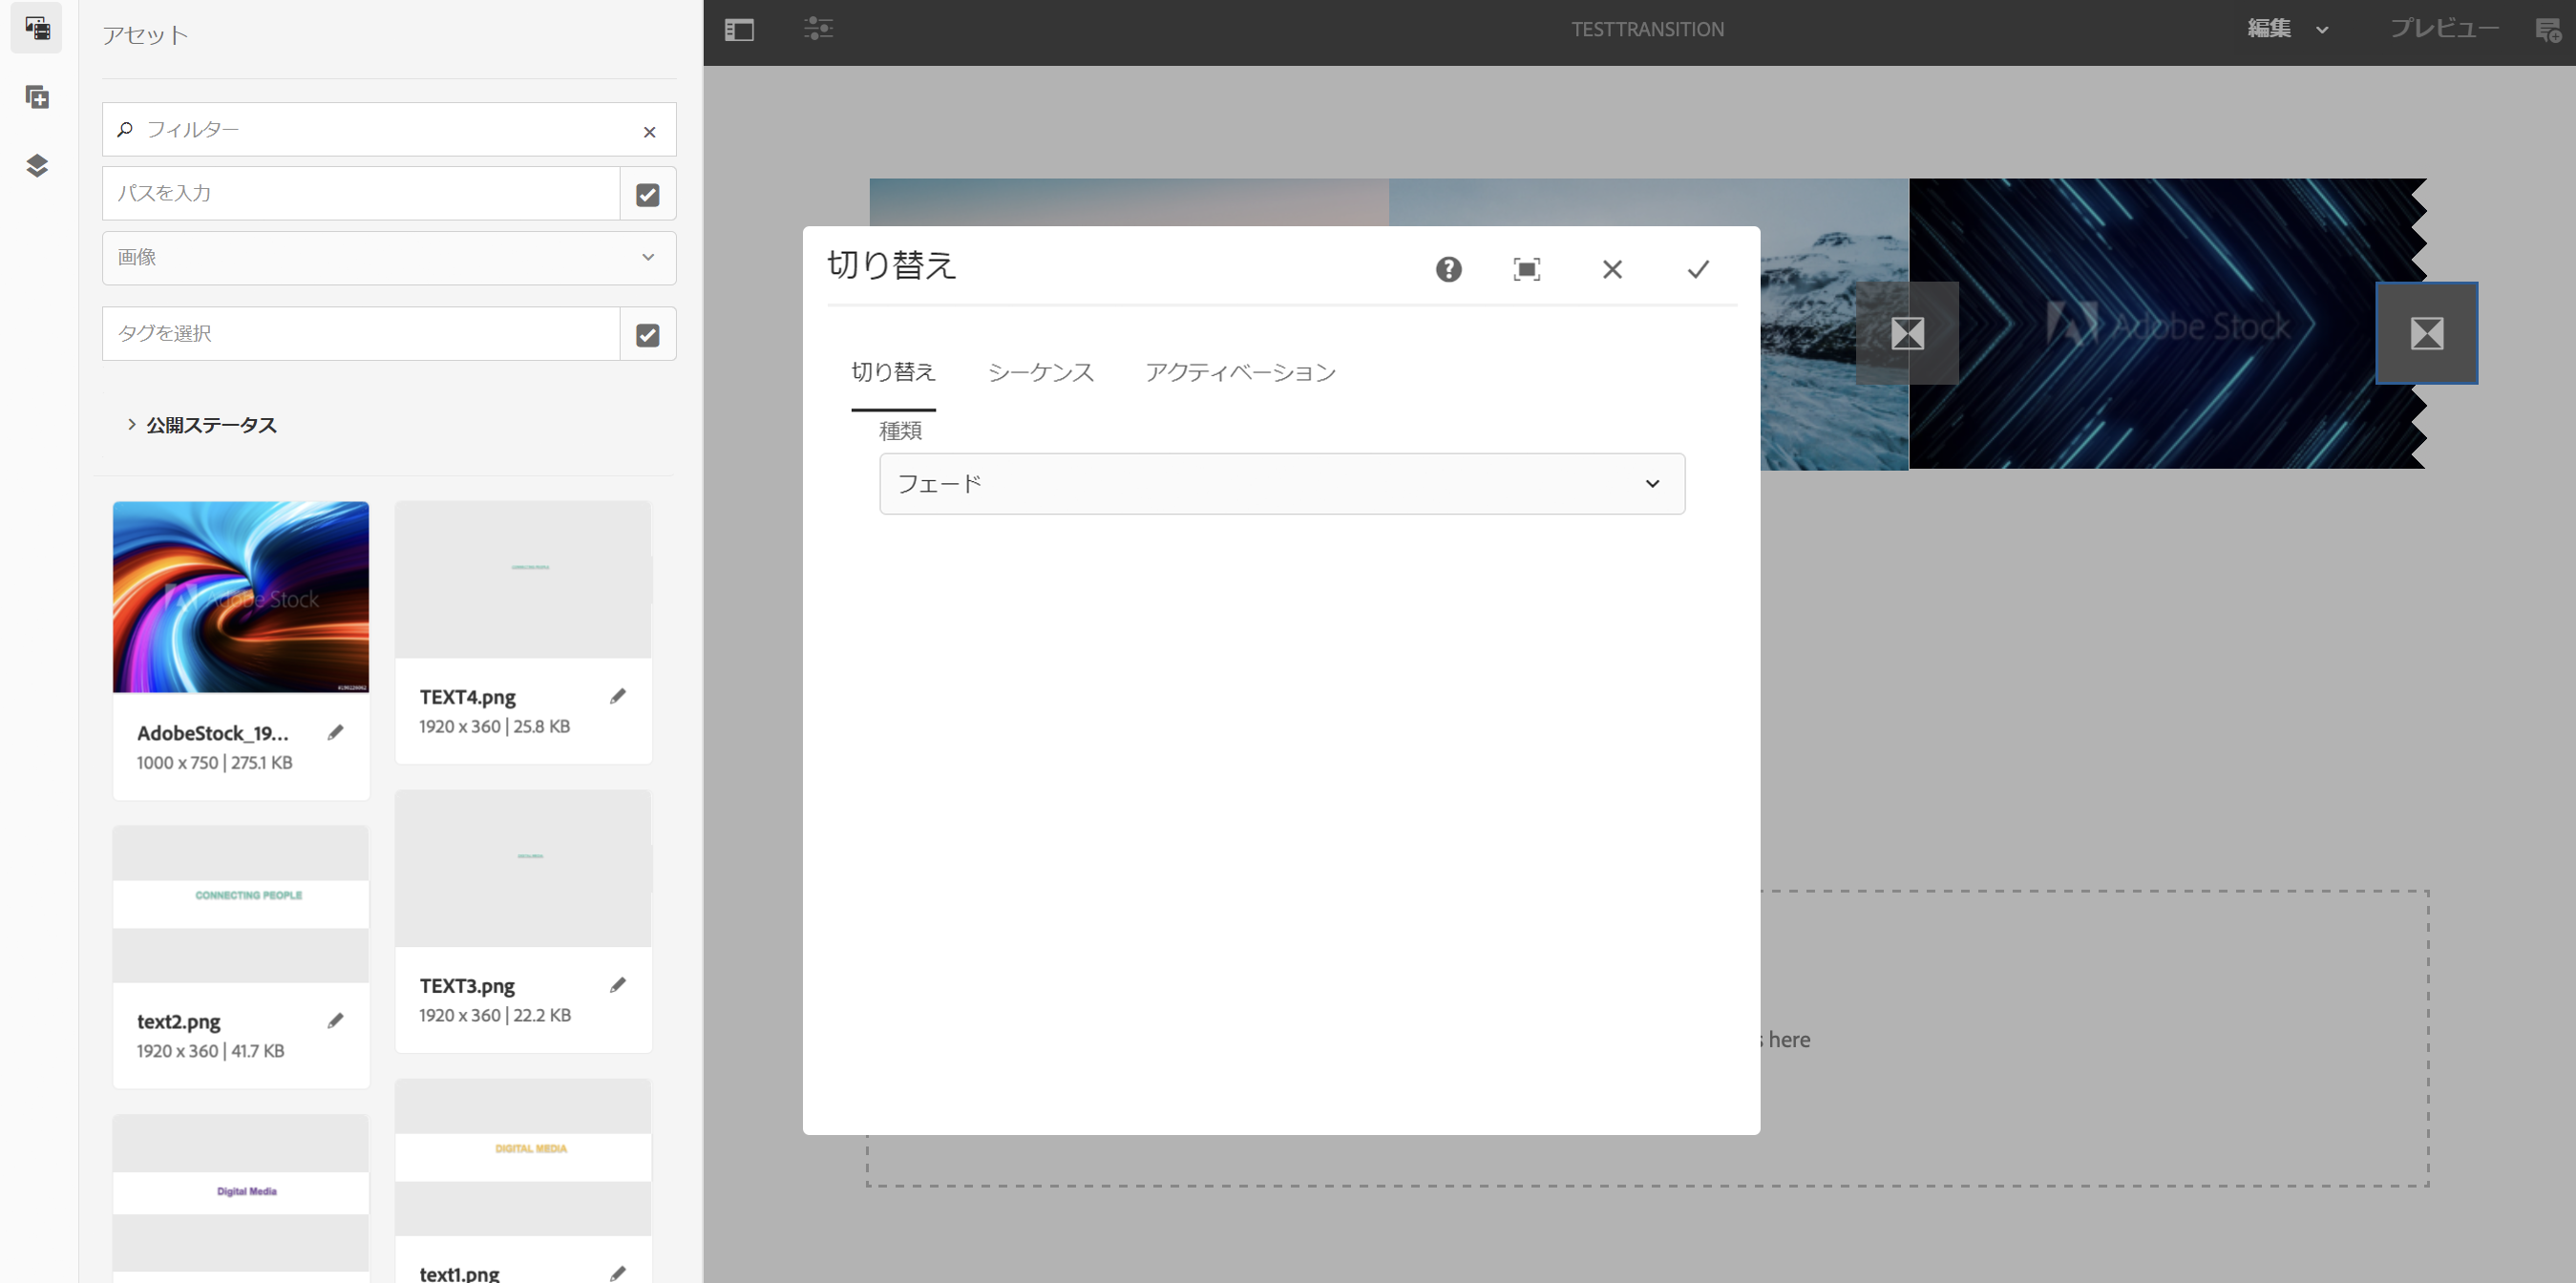 アセット
フィルター
パスを入力
画像
タグを選択
公開ステータス
Adobe Stock
AdobeStock_19...
1000 x 750 | 275.1 KB
TEXT4.png
1920 x 360 | 25.8 KB
CONNECTING PEOPLE
text2.png
1920 x 360 | 41.7 KB
TEXT3.png
1920 x 360 | 22.2 KB
Digital Media
DIGITAL MEDIA
text1.png
TESTTRANSITION
編集
プレビュー
Adobe Stock
切り替え
切り替え シーケンス アクティベーション
種類
フェード
here